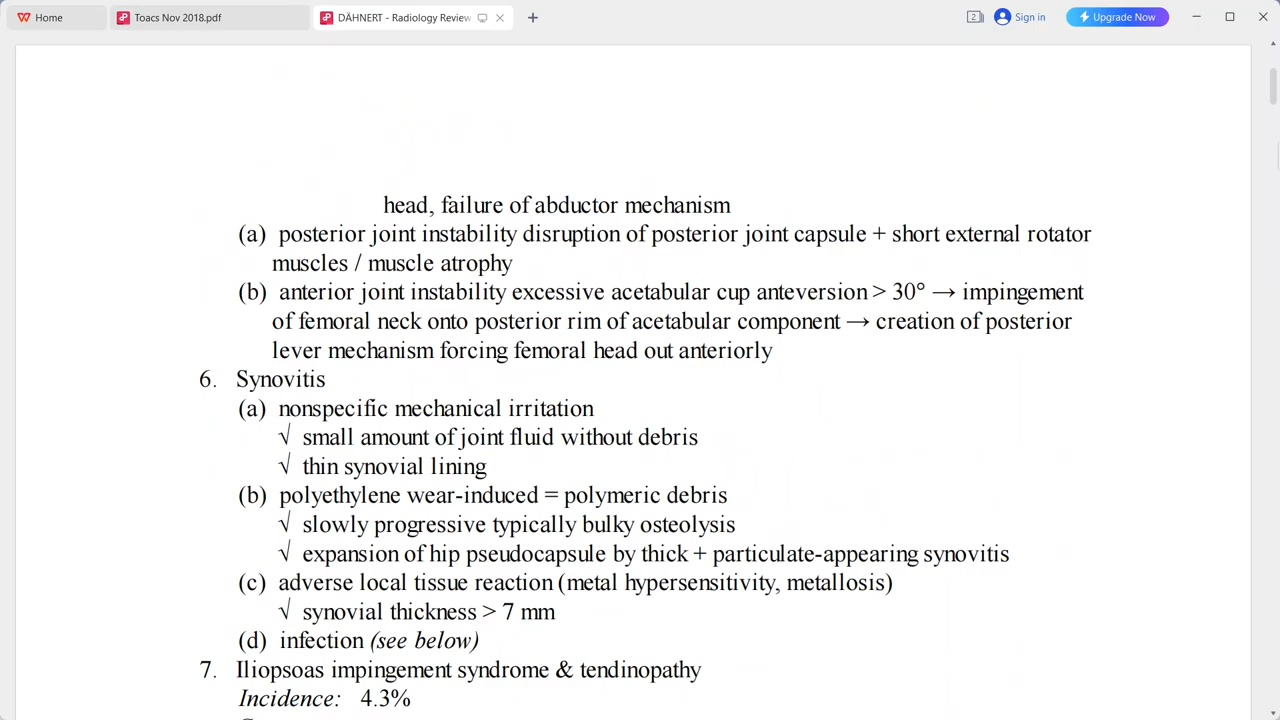 Home
Toacs Nov 2018.pdf
DÄHNERT - Radiology Review
2
Sign in
Upgrade Now
head, failure of abductor mechanism
(a) posterior joint instability disruption of posterior joint capsule + short external rotator
muscles / muscle atrophy
(b) anterior joint instability excessive acetabular cup anteversion > 30° → impingement
of femoral neck onto posterior rim of acetabular component → creation of posterior
lever mechanism forcing femoral head out anteriorly
6. Synovitis
(a) nonspecific mechanical irritation
√ small amount of joint fluid without debris
√ thin synovial lining
(b) polyethylene wear-induced = polymeric debris
√ slowly progressive typically bulky osteolysis
√ expansion of hip pseudocapsule by thick + particulate-appearing synovitis
(c) adverse local tissue reaction (metal hypersensitivity, metallosis)
√ synovial thickness > 7 mm
(d) infection (see below)
7. Iliopsoas impingement syndrome & tendinopathy
Incidence: 4.3%